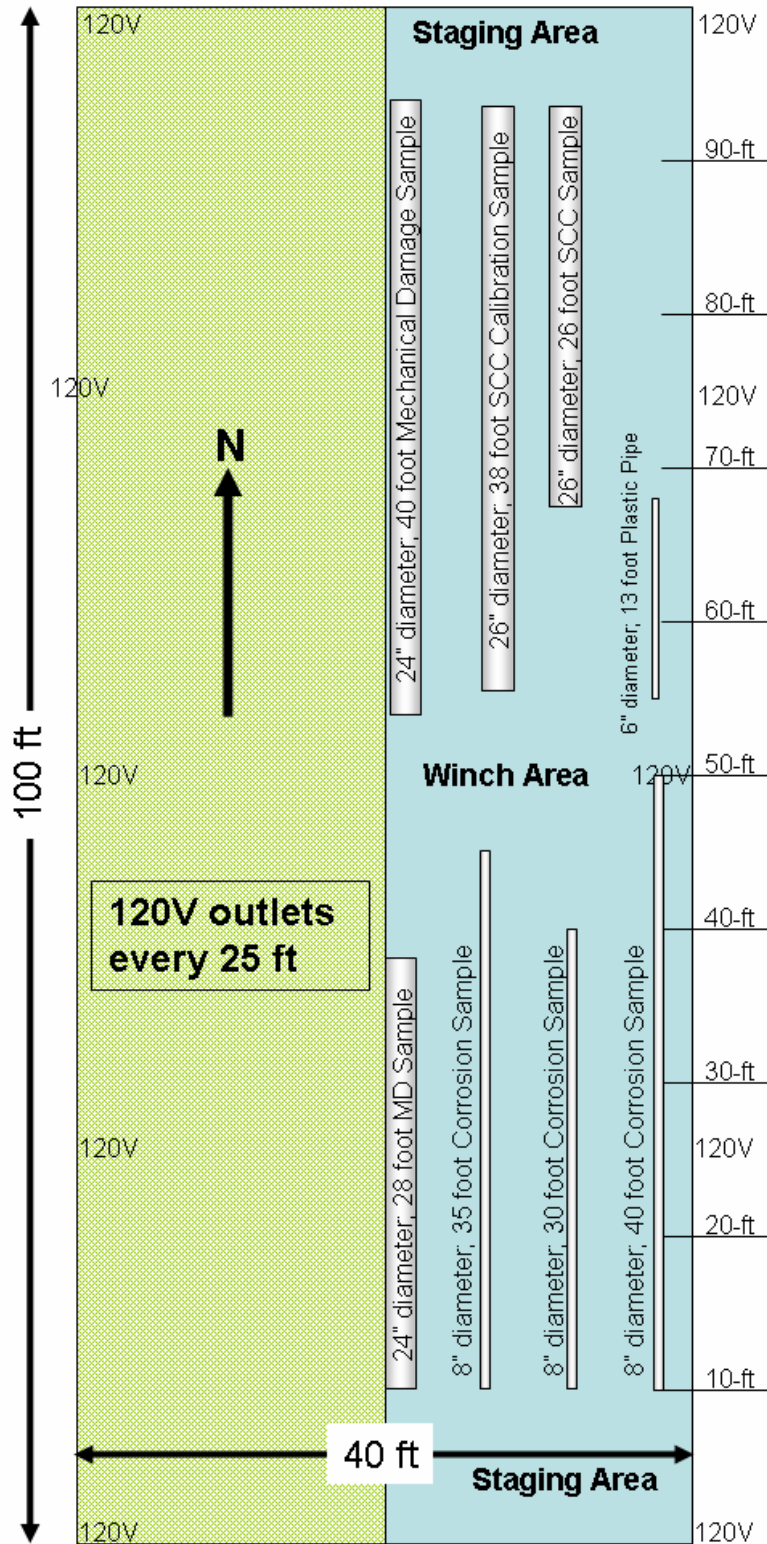 120V
Staging Area
120V
24" diameter; 40 foot Mechanical Damage Sample
26" diameter; 38 foot SCC Calibration Sample
26" diameter; 26 foot SCC Sample
90-ft
80-ft
120V
120V
70-ft
N
6" diameter; 13 foot Plastic Pipe
60-ft
100 ft
120V
Winch Area
120V
50-ft
120V outlets
every 25 ft
40-ft
24" diameter; 28 foot MD Sample
8" diameter; 35 foot Corrosion Sample
8" diameter; 30 foot Corrosion Sample
8" diameter; 40 foot Corrosion Sample
30-ft
120V
120V
20-ft
10-ft
40 ft
Staging Area
120V
120V